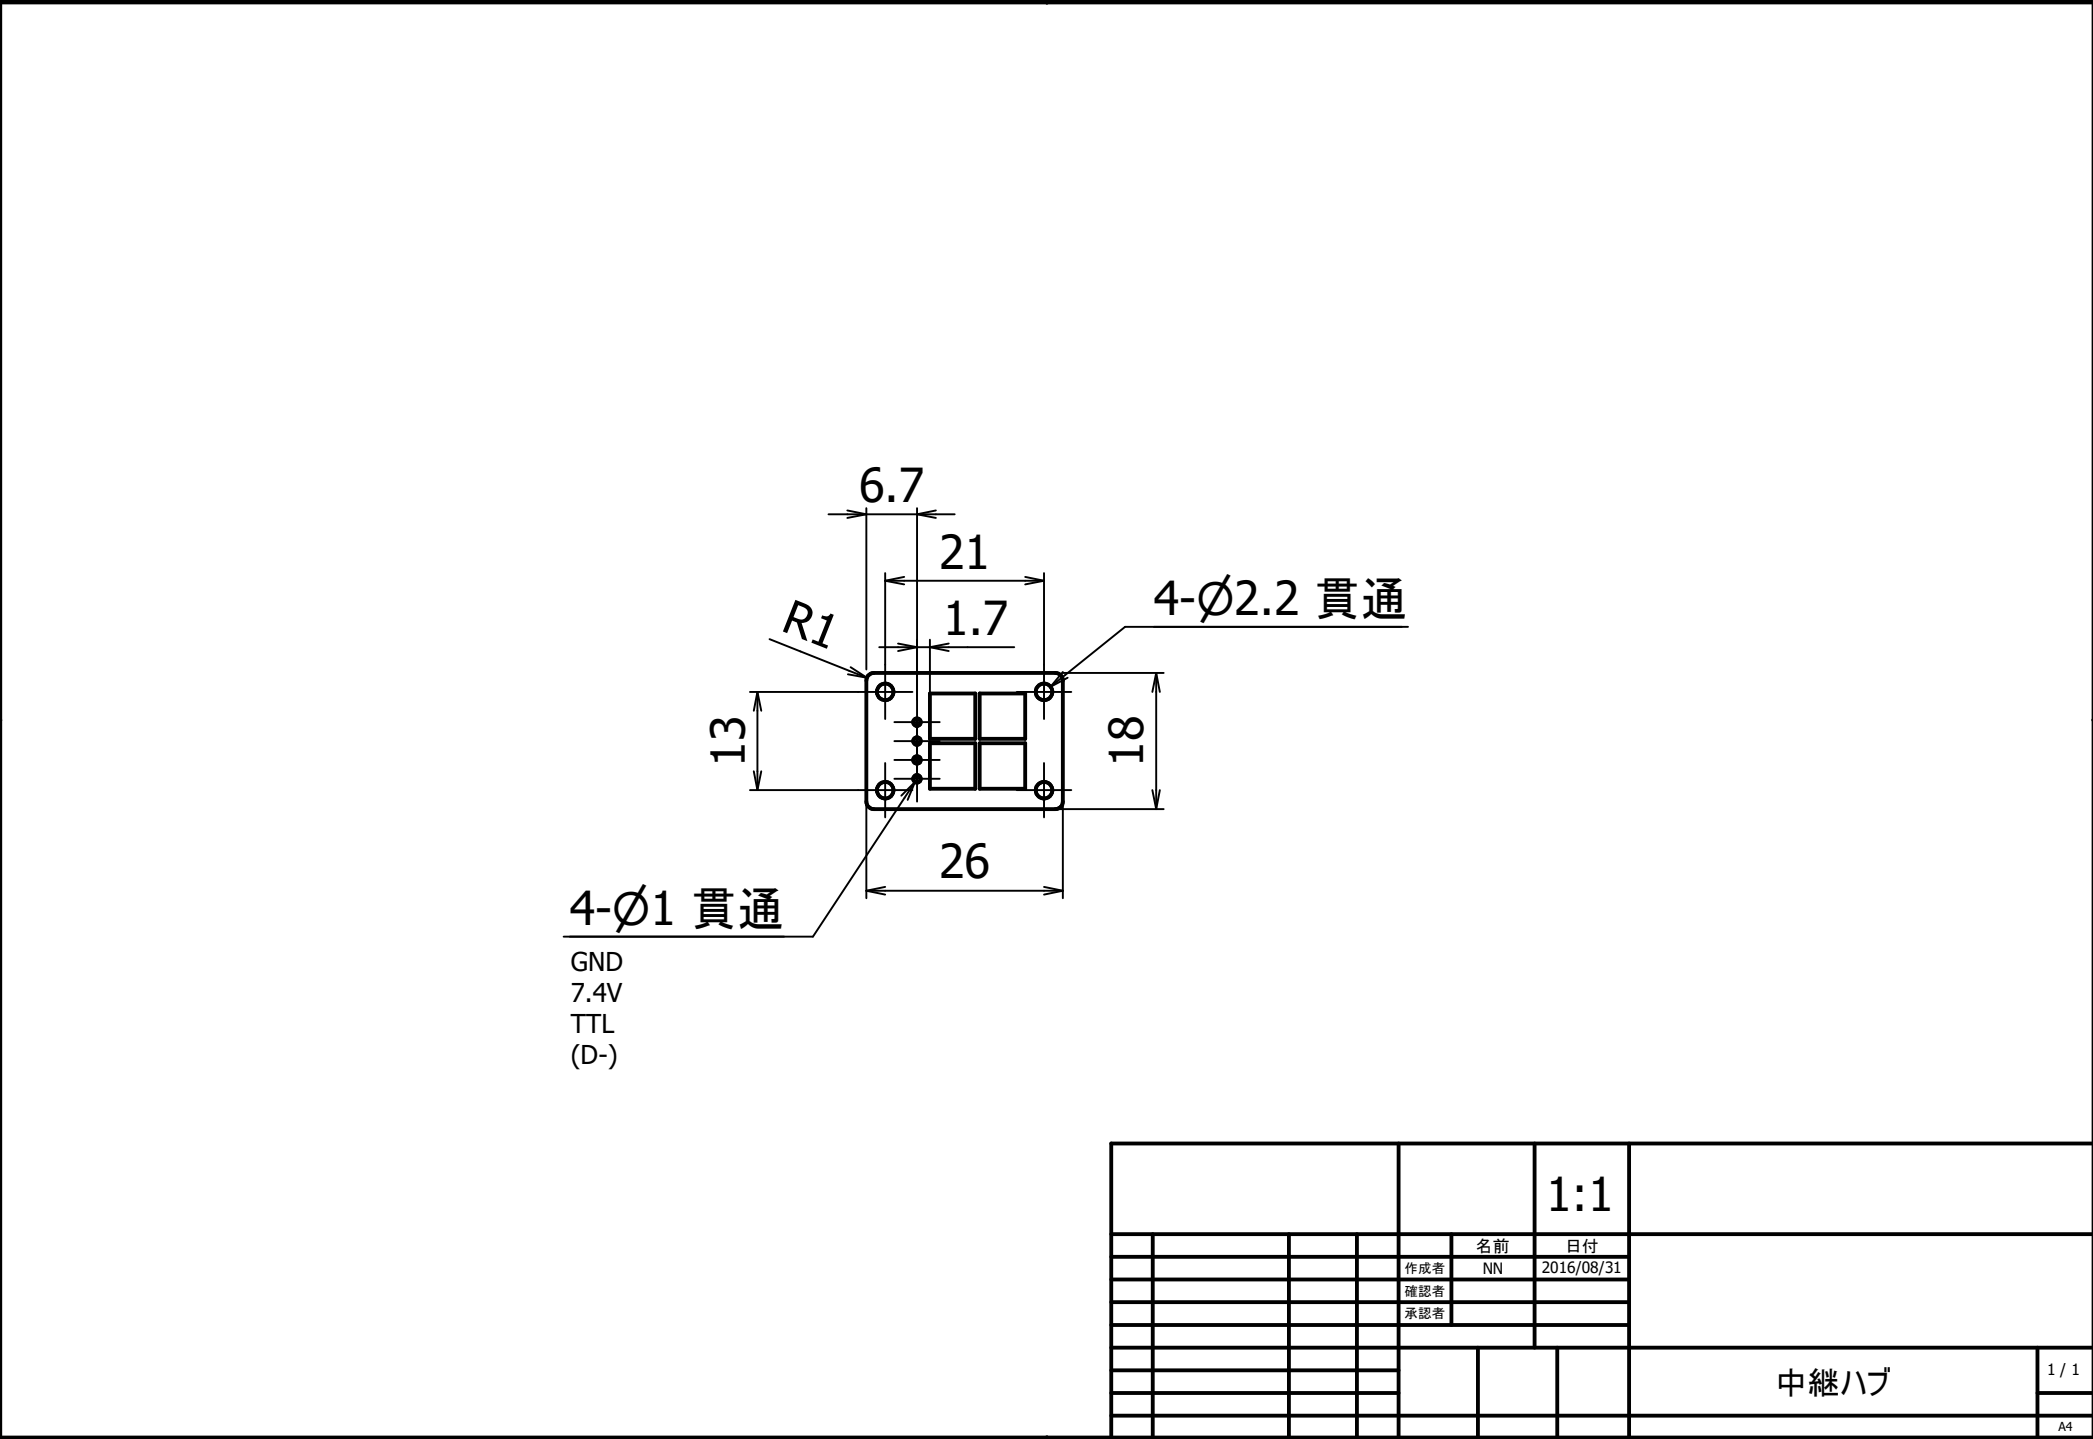 6.7
21
1.7
R1
4-∅2.2 貫通
13
18
26
4-∅1 貫通
GND
7.4V
TTL
(D-)
1:1
名前 日付
作成者 NN 2016/08/31
確認者
承認者
中継ハブ
1 / 1
A4